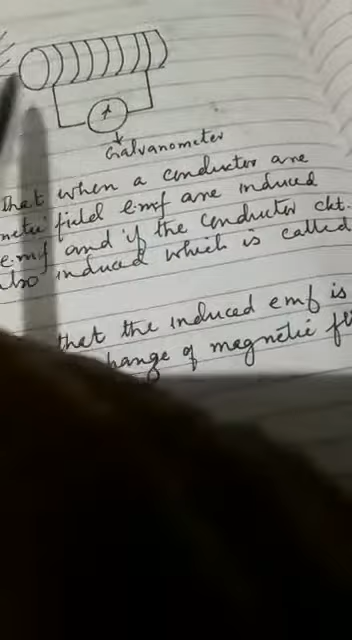 Galvanometer
that when a conductor are
netic field emf are induced
e.m.f and if the conductor ckt.
also induced which is called
that the induced emf is
change of magnetic